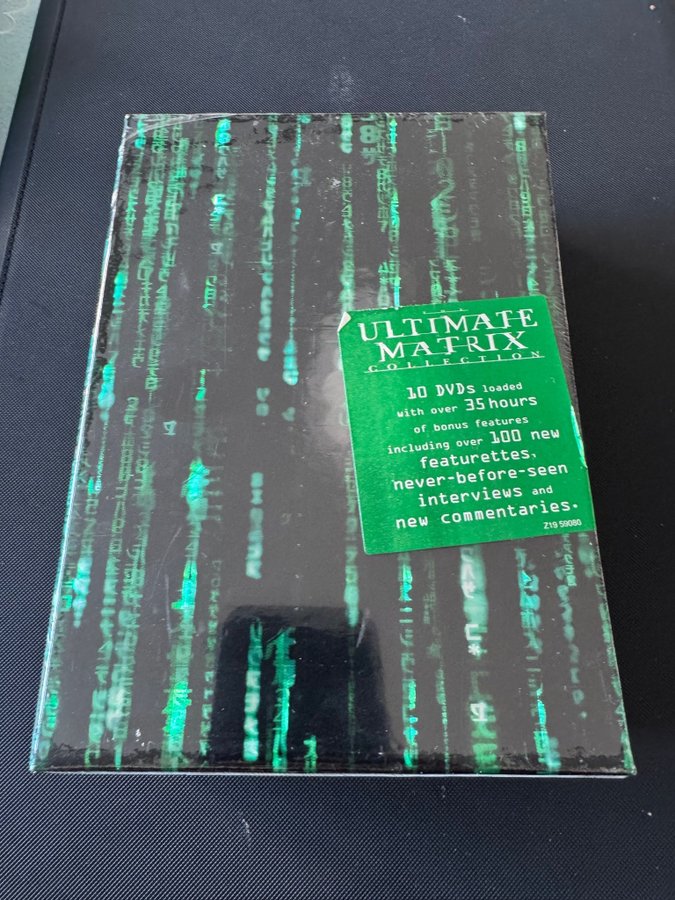 THE
ULTIMATE
MATRIX
COLLECTION
10 DVDs loaded
with over 35 hours
of bonus features
including over 100 new
featurettes,
never-before-seen
interviews and
new commentaries.
Z19 59080